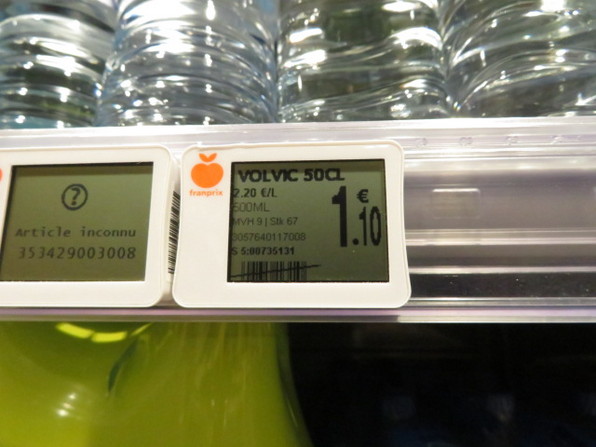 ?
Article inconnu
353429003008
franprix
VOLVIC 50CL
2.20 €/L
500ML
MVH 9 | Stk 67
3057640117008
S 5:00735131
1.10 €